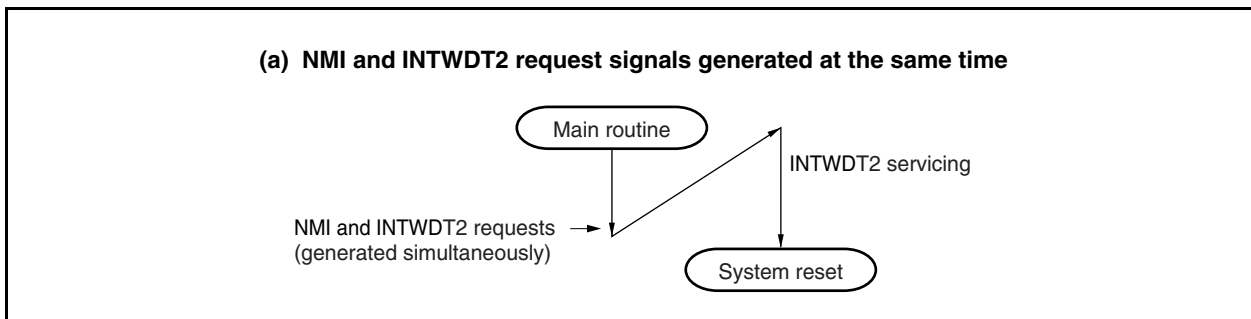 (a) NMI and INTWDT2 request signals generated at the same time
Main routine
INTWDT2 servicing
NMI and INTWDT2 requests
(generated simultaneously)
System reset